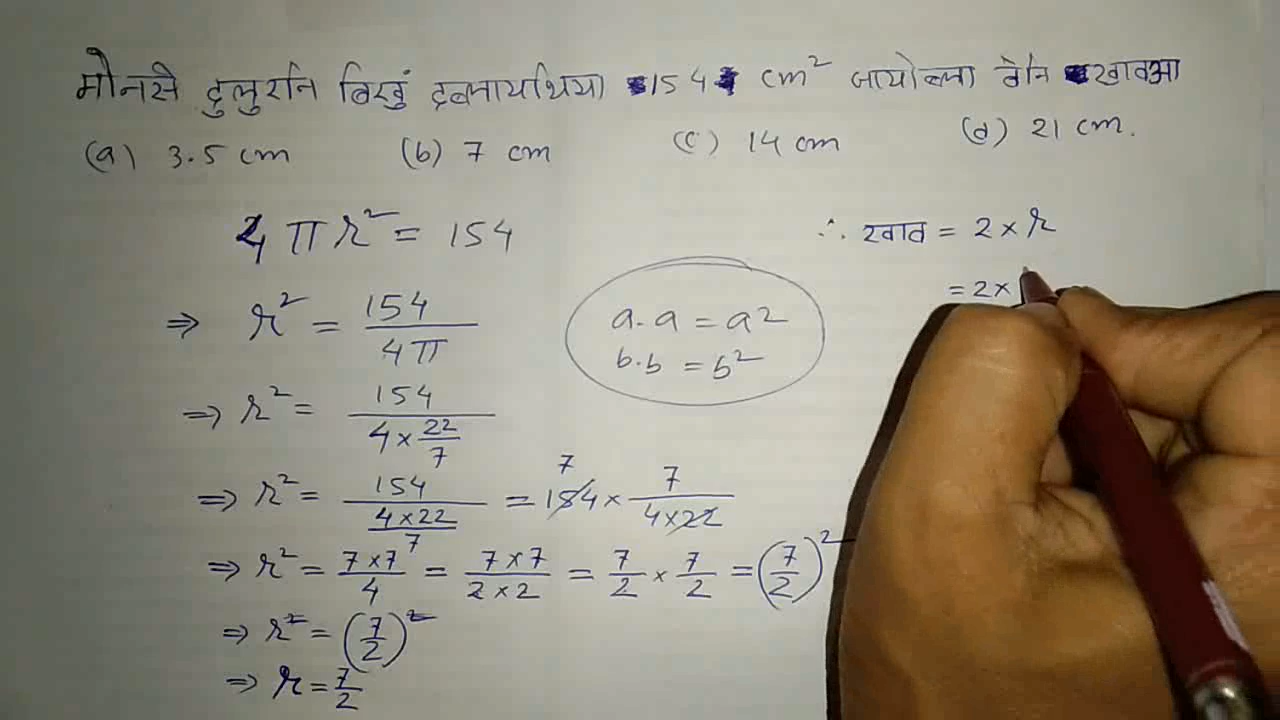 मोनसे दुलुरनि बिखुं दबलायथिया 154 cm² जायोब्ला बेनि खावआ
(a) 3.5 cm (b) 7 cm (c) 14 cm (d) 21 cm.
4πr² = 154
⇒ r² = 154/4π
⇒ r² = 154/(4 × 22/7)
⇒ r² = 154/((4 × 22)/7) = 154 × 7/(4 × 22) 7
⇒ r² = (7 × 7)/4 = (7 × 7)/(2 × 2) = 7/2 × 7/2 = (7/2)²
⇒ r² = (7/2)²
⇒ r = 7/2
a.a = a²
b.b = b²
∴ खाव = 2 × r
= 2 ×